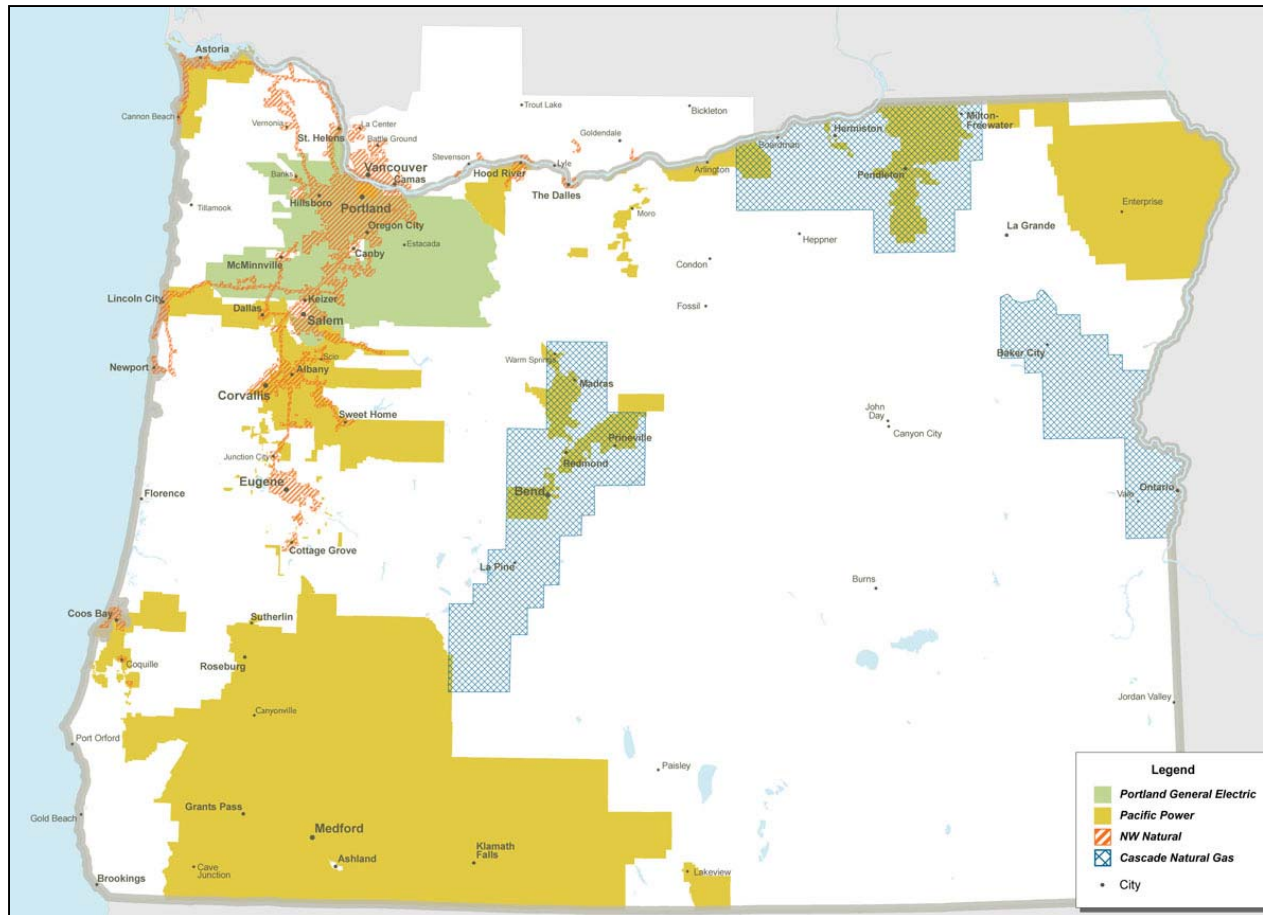 Astoria
Cannon Beach
Vernonia
La Center
St. Helens
Battle Ground
Trout Lake
Bickleton
Goldendale
Vancouver
Stevenson
Lyle
Camas
Banks
Hood River
The Dalles
Arlington
Boardman
Hermiston
Milton-
Freewater
Pendleton
Hillsboro
Portland
Tillamook
Oregon City
Estacada
Canby
McMinnville
Moro
Heppner
La Grande
Enterprise
Condon
Fossil
Lincoln City
Dallas
Keizer
Salem
Newport
Scio
Albany
Corvallis
Sweet Home
Warm Springs
Madras
Baker City
John
Day
Canyon City
Prineville
Redmond
Junction City
Eugene
Bend
Florence
Vale
Ontario
Cottage Grove
La Pine
Burns
Coos Bay
Sutherlin
Coquille
Roseburg
Canyonville
Port Orford
Jordan Valley
Paisley
Gold Beach
Grants Pass
Medford
Ashland
Klamath
Falls
Cave
Junction
Lakeview
Brookings
Legend
Portland General Electric
Pacific Power
NW Natural
Cascade Natural Gas
City